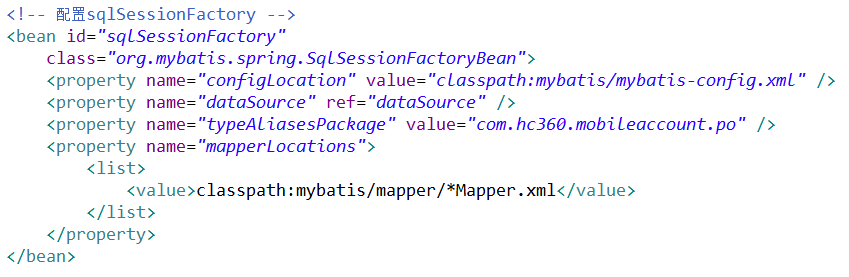 <!-- 配置sqlSessionFactory -->
<bean id="sqlSessionFactory"
    class="org.mybatis.spring.SqlSessionFactoryBean">
    <property name="configLocation" value="classpath:mybatis/mybatis-config.xml" />
    <property name="dataSource" ref="dataSource" />
    <property name="typeAliasesPackage" value="com.hc360.mobileaccount.po" />
    <property name="mapperLocations">
        <list>
            <value>classpath:mybatis/mapper/*Mapper.xml</value>
        </list>
    </property>
</bean>